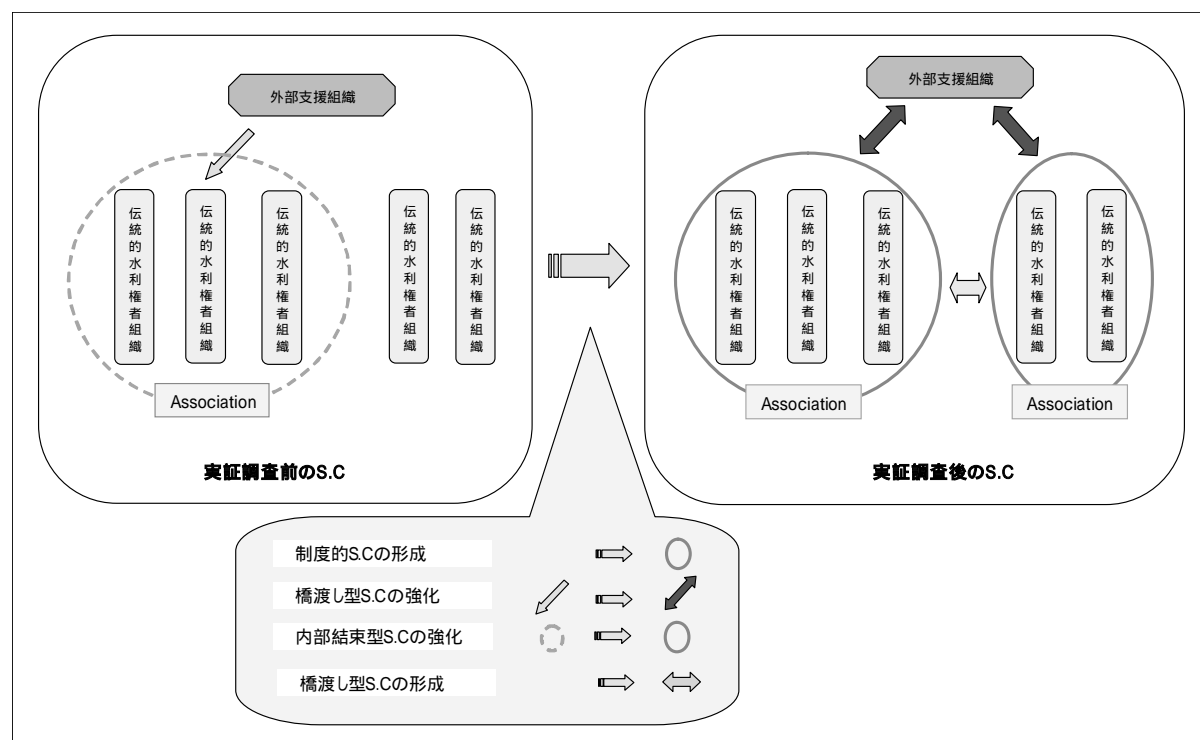 外部支援組織
伝統的水利権者組織
伝統的水利権者組織
伝統的水利権者組織
伝統的水利権者組織
伝統的水利権者組織
Association
実証調査前のS.C
外部支援組織
伝統的水利権者組織
伝統的水利権者組織
伝統的水利権者組織
伝統的水利権者組織
伝統的水利権者組織
Association
Association
実証調査後のS.C
制度的S.Cの形成
橋渡し型S.Cの強化
内部結束型S.Cの強化
橋渡し型S.Cの形成